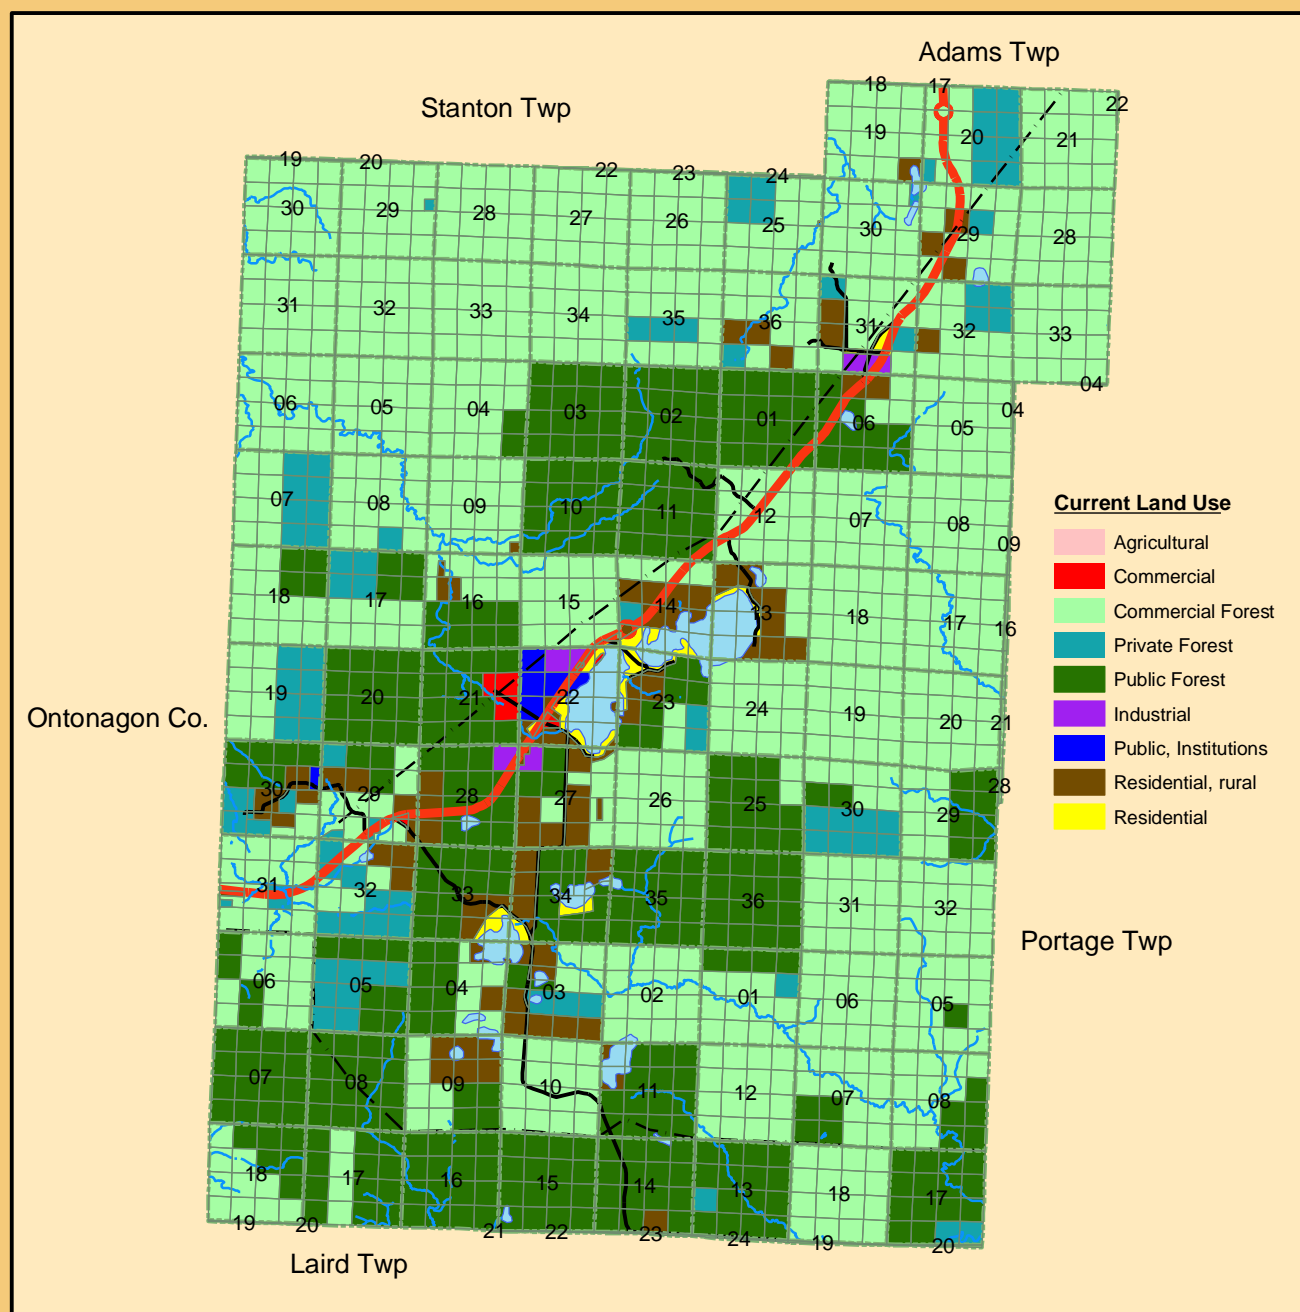 Adams Twp
Stanton Twp
18 17 22
19 20 21
19 20 22 23 24
30 29 28 27 26 25 30 29 28
31 32 33 34 35 36 31 32 33
04
06 05 04 03 02 01 06 05 04
07 08 09 10 11 12 07 08 09
18 17 16 15 14 13 18 17 16
19 20 21 22 23 24 19 20 21
30 29 28 27 26 25 30 29 28
31 32 33 34 35 36 31 32
06 05 04 03 02 01 06 05
07 08 09 10 11 12 07 08
18 17 16 15 14 13 18 17
19 20 21 22 23 24 19 20
Ontonagon Co.
Portage Twp
Laird Twp
Current Land Use
Agricultural
Commercial
Commercial Forest
Private Forest
Public Forest
Industrial
Public, Institutions
Residential, rural
Residential